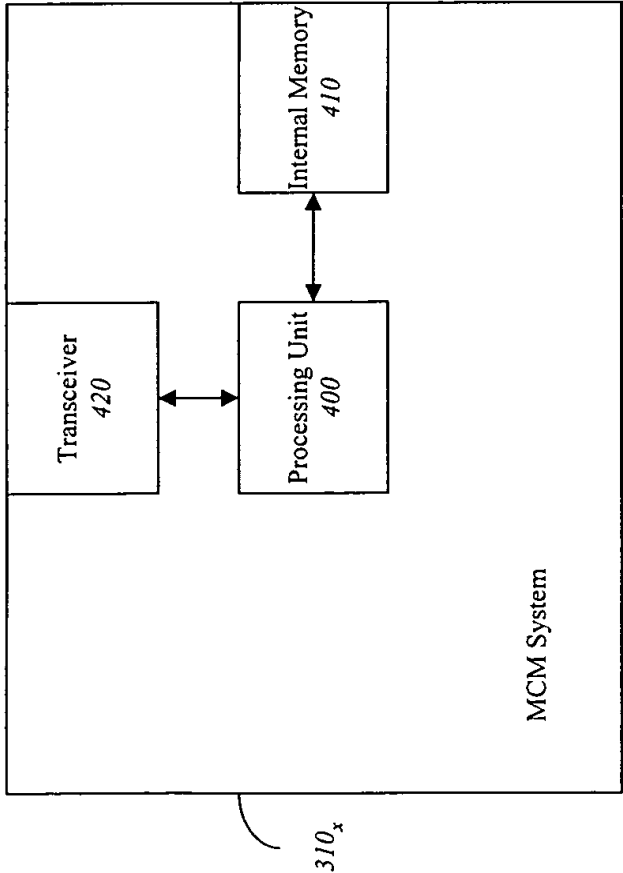 Transceiver
420
Processing Unit
400
Internal Memory
410
MCM System
310x